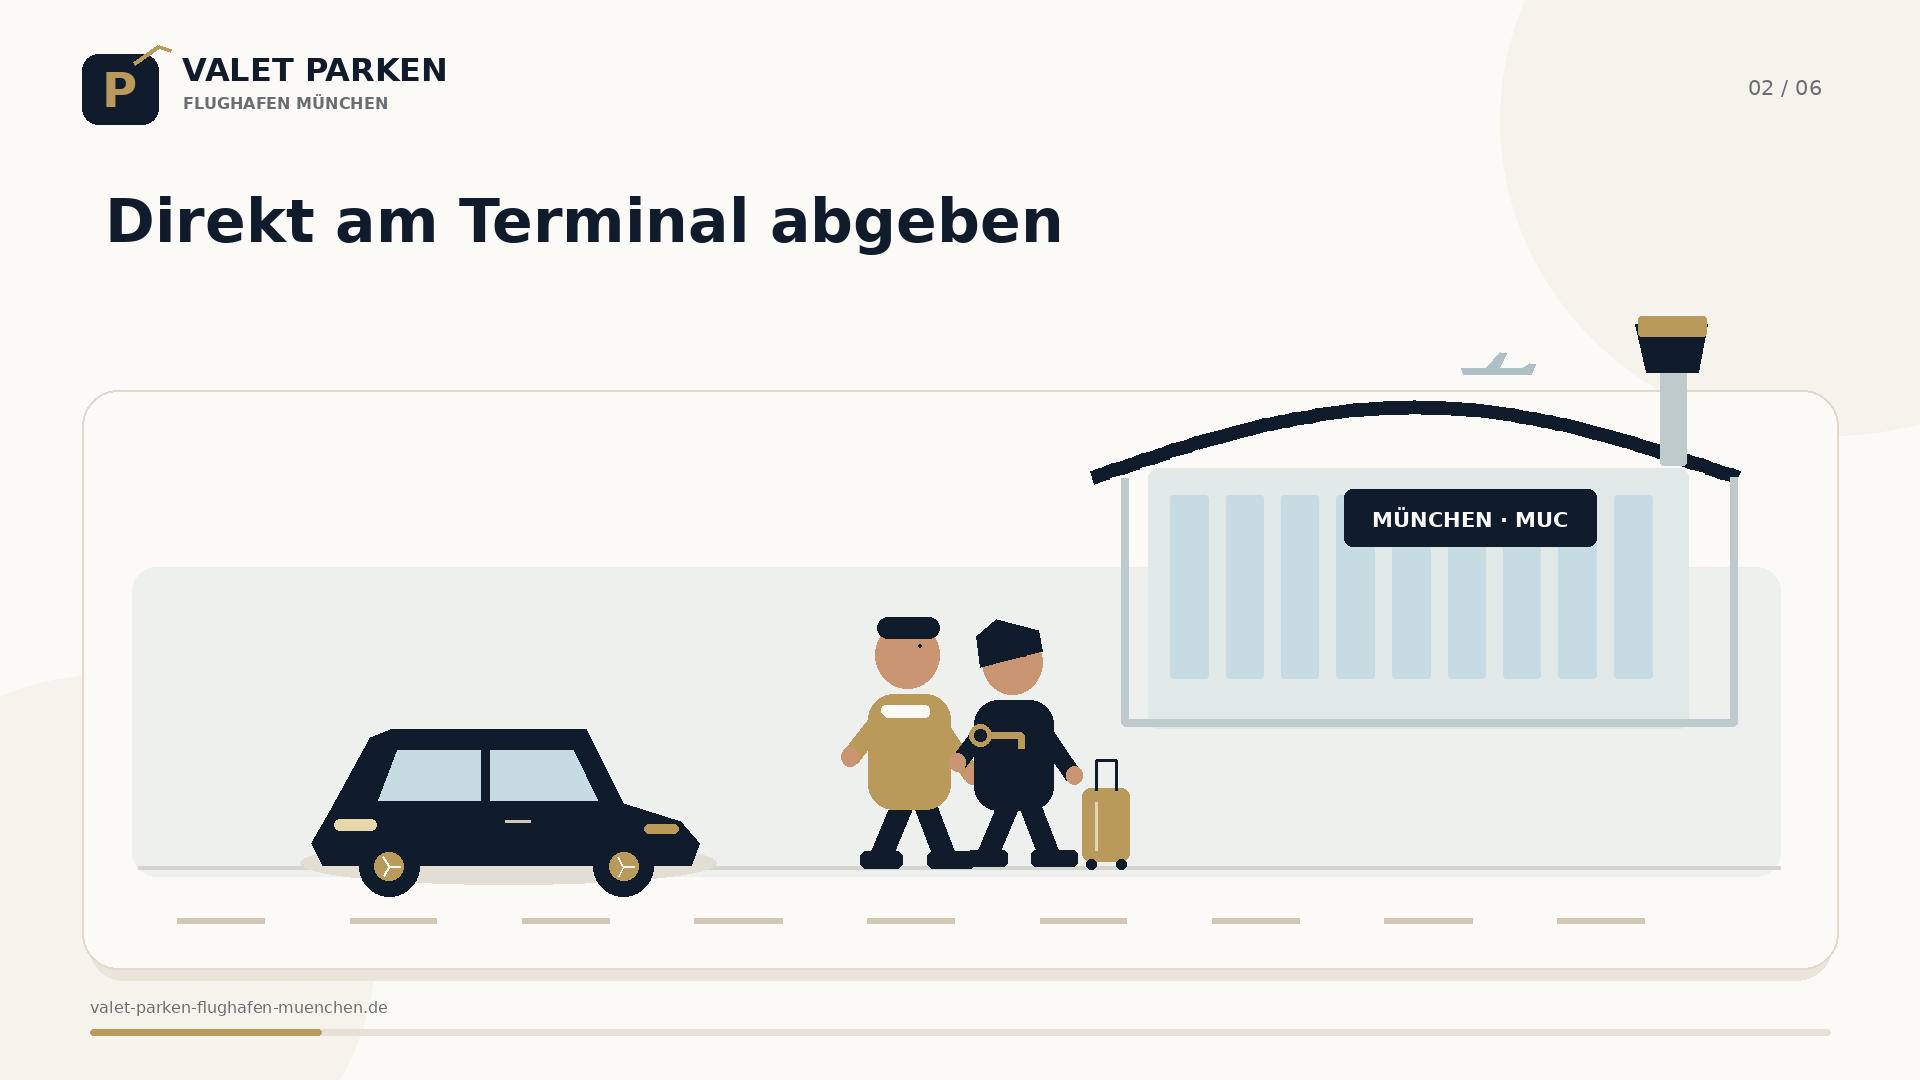 P
VALET PARKEN
FLUGHAFEN MÜNCHEN
02 / 06
Direkt am Terminal abgeben
MÜNCHEN · MUC
valet-parken-flughafen-muenchen.de